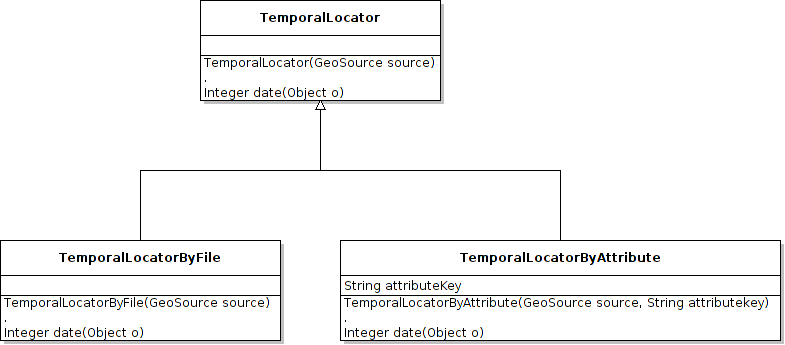 TemporalLocator
TemporalLocator(GeoSource source)
.
Integer date(Object o)
TemporalLocatorByFile
TemporalLocatorByFile(GeoSource source)
.
Integer date(Object o)
TemporalLocatorByAttribute
String attributeKey
TemporalLocatorByAttribute(GeoSource source, String attributekey)
.
Integer date(Object o)